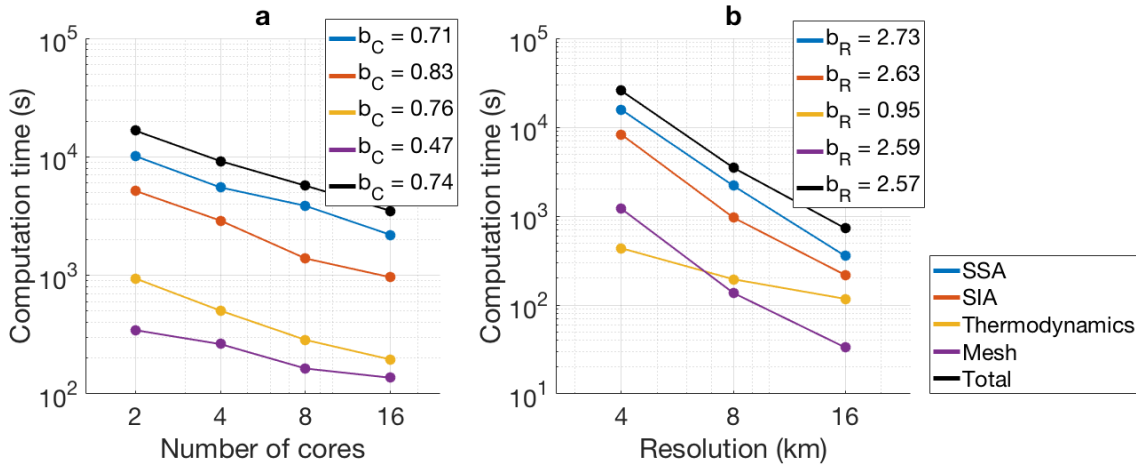 a
10^5
10^4
10^3
10^2
Computation time (s)
2 4 8 16
Number of cores
b_C = 0.71
b_C = 0.83
b_C = 0.76
b_C = 0.47
b_C = 0.74
b
10^5
10^4
10^3
10^2
10^1
Computation time (s)
4 8 16
Resolution (km)
b_R = 2.73
b_R = 2.63
b_R = 0.95
b_R = 2.59
b_R = 2.57
SSA
SIA
Thermodynamics
Mesh
Total